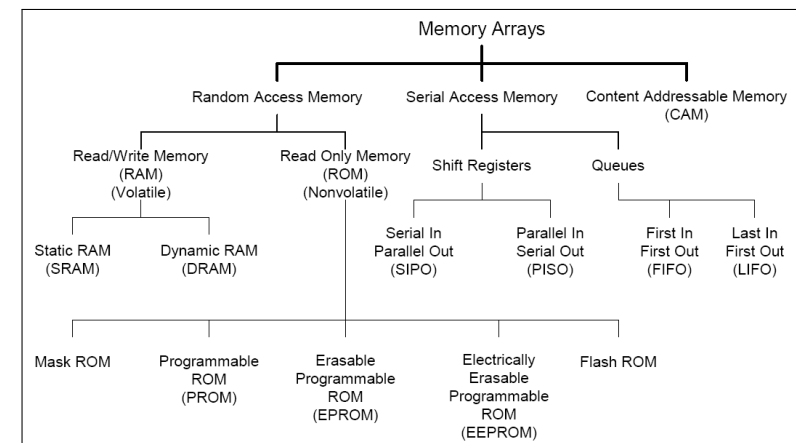 Memory Arrays
Random Access Memory
Serial Access Memory
Content Addressable Memory
(CAM)
Read/Write Memory
(RAM)
(Volatile)
Read Only Memory
(ROM)
(Nonvolatile)
Shift Registers
Queues
Static RAM
(SRAM)
Dynamic RAM
(DRAM)
Serial In
Parallel Out
(SIPO)
Parallel In
Serial Out
(PISO)
First In
First Out
(FIFO)
Last In
First Out
(LIFO)
Mask ROM
Programmable
ROM
(PROM)
Erasable
Programmable
ROM
(EPROM)
Electrically
Erasable
Programmable
ROM
(EEPROM)
Flash ROM